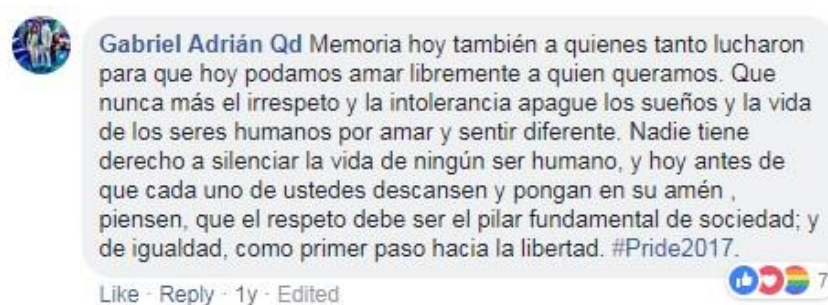 Gabriel Adrián Qd Memoria hoy también a quienes tanto lucharon
para que hoy podamos amar libremente a quien queramos. Que
nunca más el irrespeto y la intolerancia apague los sueños y la vida
de los seres humanos por amar y sentir diferente. Nadie tiene
derecho a silenciar la vida de ningún ser humano, y hoy antes de
que cada uno de ustedes descansen y pongan en su amén ,
piensen, que el respeto debe ser el pilar fundamental de sociedad; y
de igualdad, como primer paso hacia la libertad. #Pride2017.
7
Like · Reply · 1y · Edited